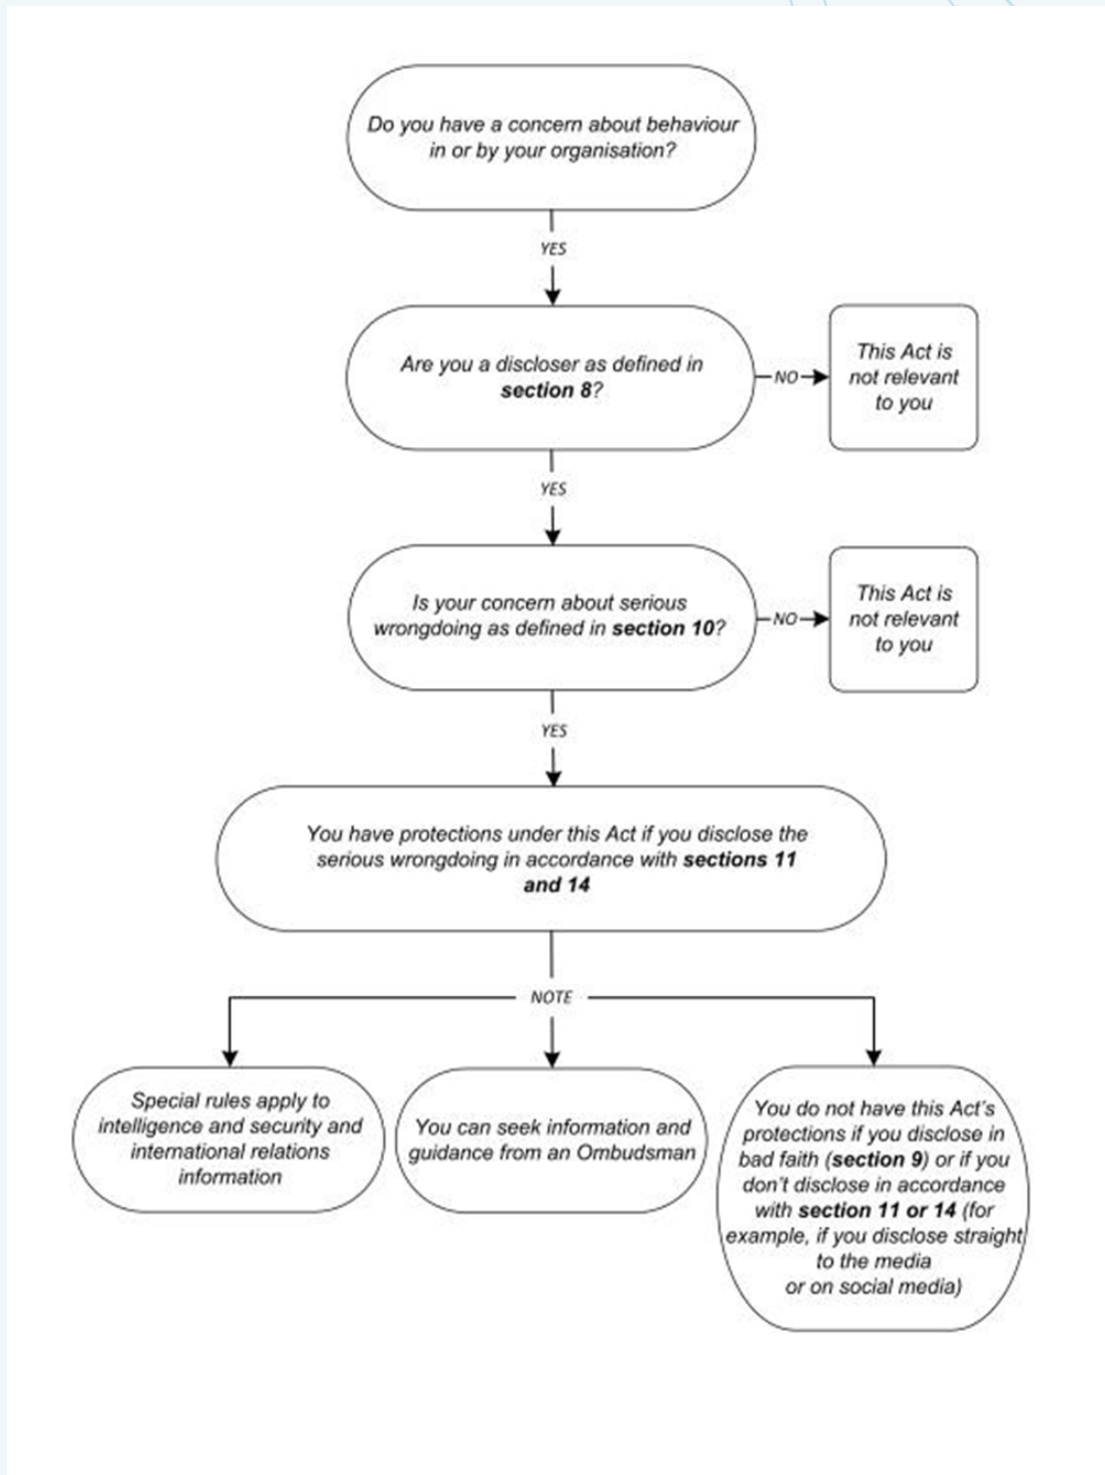 Do you have a concern about behaviour
in or by your organisation?
YES
Are you a discloser as defined in
section 8?
NO
This Act is
not relevant
to you
YES
Is your concern about serious
wrongdoing as defined in section 10?
NO
This Act is
not relevant
to you
YES
You have protections under this Act if you disclose the
serious wrongdoing in accordance with sections 11
and 14
NOTE
Special rules apply to
intelligence and security and
international relations
information
You can seek information and
guidance from an Ombudsman
You do not have this Act's
protections if you disclose in
bad faith (section 9) or if you
don't disclose in accordance
with section 11 or 14 (for
example, if you disclose straight
to the media
or on social media)